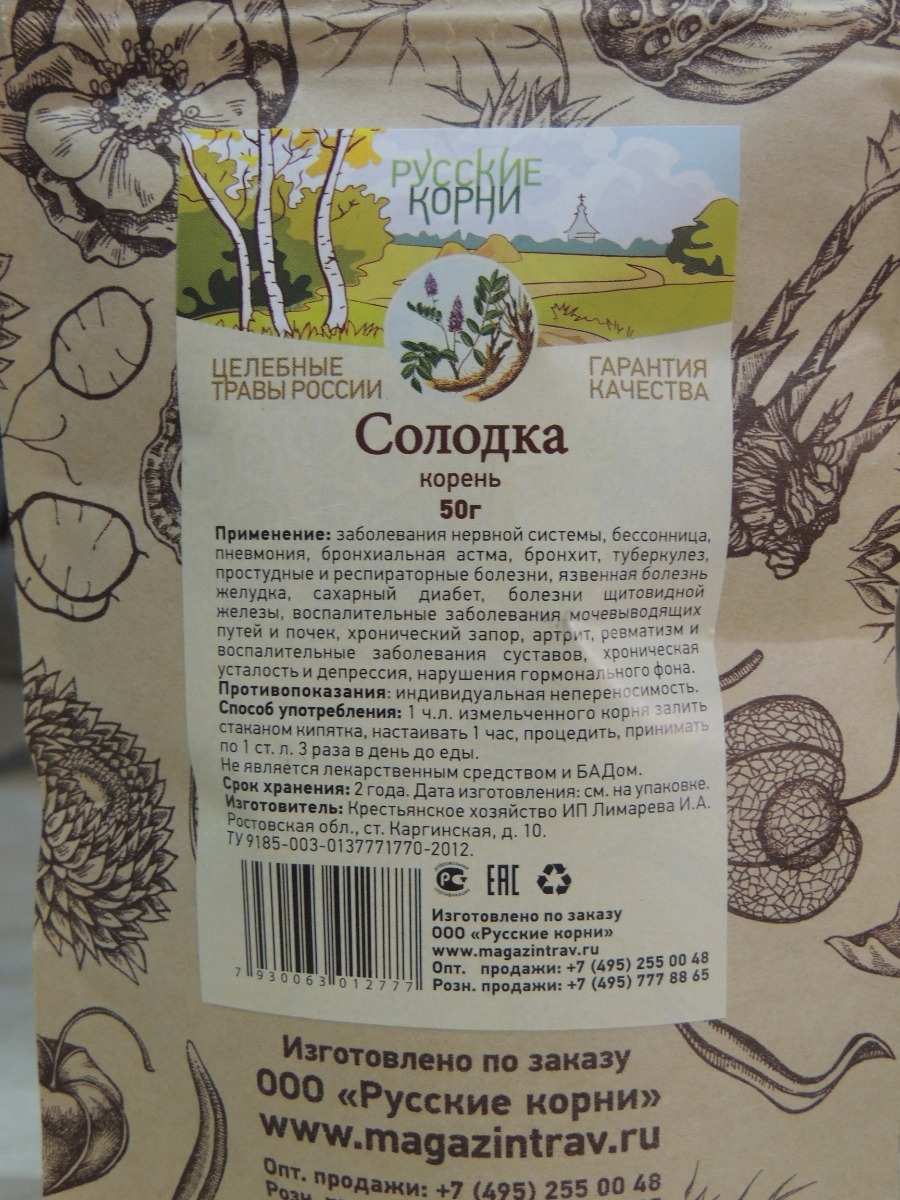 РУССКИЕ
КОРНИ
ЦЕЛЕБНЫЕ
ТРАВЫ РОССИИ
ГАРАНТИЯ
КАЧЕСТВА
Солодка
корень
50г
Применение: заболевания нервной системы, бессонница,
пневмония, бронхиальная астма, бронхит, туберкулез,
простудные и респираторные болезни, язвенная болезнь
желудка, сахарный диабет, болезни щитовидной
железы, воспалительные заболевания мочевыводящих
путей и почек, хронический запор, артрит, ревматизм и
воспалительные заболевания суставов, хроническая
усталость и депрессия, нарушения гормонального фона.
Противопоказания: индивидуальная непереносимость.
Способ употребления: 1 ч.л. измельченного корня залить
стаканом кипятка, настаивать 1 час, процедить, принимать
по 1 ст. л. 3 раза в день до еды.
Не является лекарственным средством и БАДом.
Срок хранения: 2 года. Дата изготовления: см. на упаковке.
Изготовитель: Крестьянское хозяйство ИП Лимарева И.А.
Ростовская обл., ст. Каргинская, д. 10.
ТУ 9185-003-0137771770-2012.
РСТ
ЕАС
Изготовлено по заказу
ООО «Русские корни»
www.magazintrav.ru
Опт. продажи: +7 (495) 255 00 48
Розн. продажи: +7 (495) 777 88 65
7 930063 012777
Изготовлено по заказу
ООО «Русские корни»
www.magazintrav.ru
Опт. продажи: +7 (495) 255 00 48